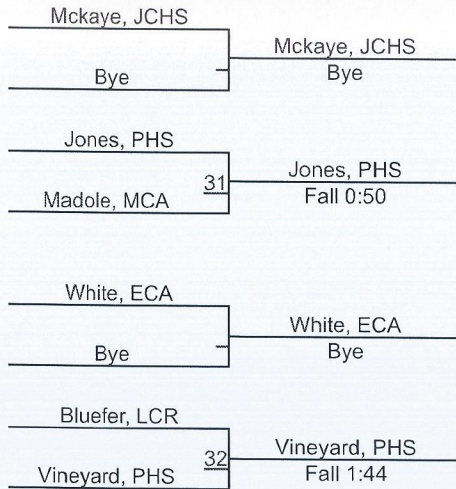 Mckaye, JCHS
Mckaye, JCHS
Bye
Bye
Jones, PHS
Jones, PHS
31
Fall 0:50
Madole, MCA
White, ECA
White, ECA
Bye
Bye
Bluefer, LCR
Vineyard, PHS
32
Fall 1:44
Vineyard, PHS